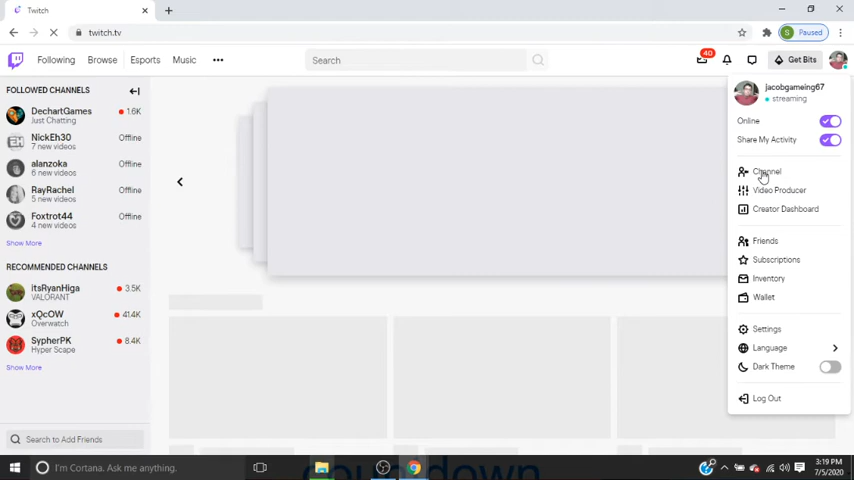 Twitch
twitch.tv
Paused
Following
Browse
Esports
Music
Search
40
Get Bits
FOLLOWED CHANNELS
DechartGames
1.6K
Just Chatting
NickEh30
Offline
7 new videos
alanzoka
Offline
6 new videos
RayRachel
Offline
5 new videos
Foxtrot44
Offline
4 new videos
Show More
RECOMMENDED CHANNELS
itsRyanHiga
3.5K
VALORANT
xQcOW
41.4K
Overwatch
SypherPK
8.4K
Hyper Scape
Show More
Search to Add Friends
jacobgameing67
streaming
Online
Share My Activity
Channel
Video Producer
Creator Dashboard
Friends
Subscriptions
Inventory
Wallet
Settings
Language
Dark Theme
Log Out
countdown
I'm Cortana. Ask me anything.
3:19 PM
7/5/2020